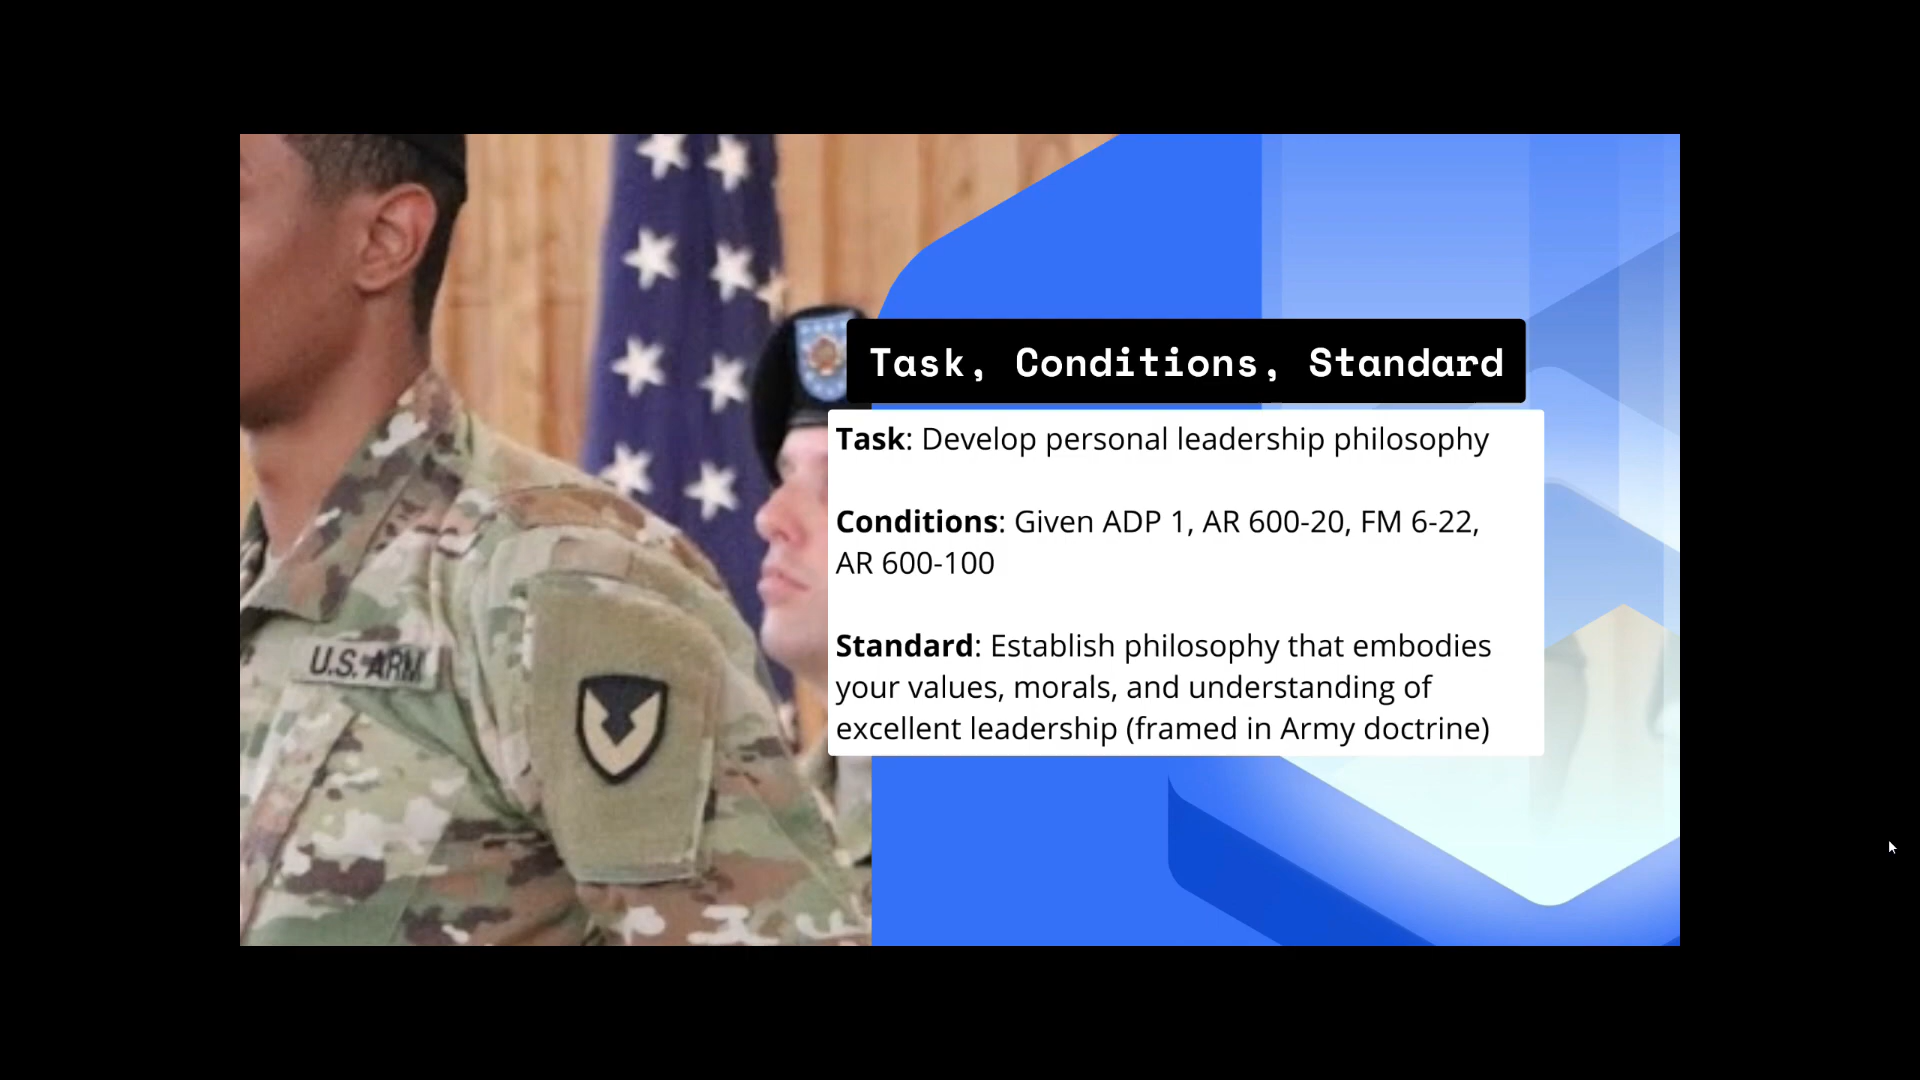 Task, Conditions, Standard
Task: Develop personal leadership philosophy
Conditions: Given ADP 1, AR 600-20, FM 6-22,
AR 600-100
Standard: Establish philosophy that embodies
your values, morals, and understanding of
excellent leadership (framed in Army doctrine)
U.S. ARM